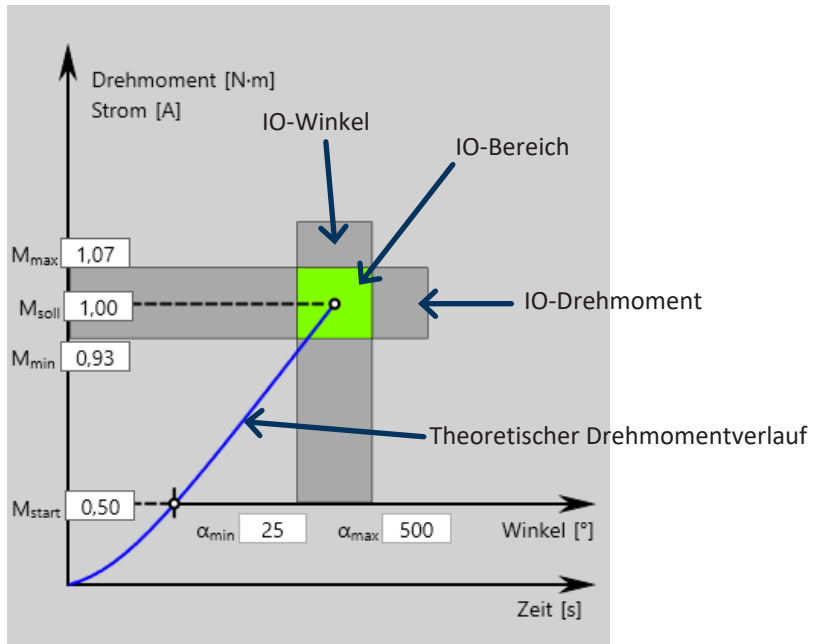 Drehmoment [N·m]
Strom [A]
IO-Winkel
IO-Bereich
Mmax 1,07
Msoll 1,00
IO-Drehmoment
Mmin 0,93
Theoretischer Drehmomentverlauf
Mstart 0,50
αmin 25 αmax 500 Winkel [°]
Zeit [s]